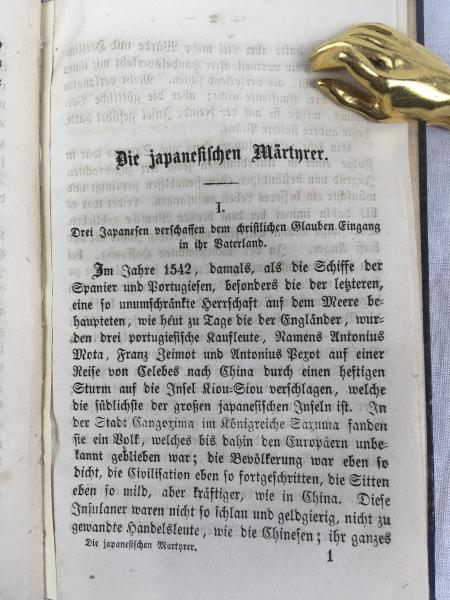 Die japanesischen Märtyrer.
I.
Drei Japanesen verschaffen dem christlichen Glauben Eingang
in ihr Vaterland.
Im Jahre 1542, damals, als die Schiffe der
Spanier und Portugiesen, besonders die der letzteren,
eine so unumschränkte Herrschaft auf dem Meere be-
haupteten, wie heut zu Tage die der Engländer, wur-
den drei portugiesische Kaufleute, Namens Antonius
Mota, Franz Zeimot und Antonius Pexot auf einer
Reise von Celebes nach China durch einen heftigen
Sturm auf die Insel Kiou-Siou verschlagen, welche
die südlichste der großen japanesischen Inseln ist. In
der Stadt Cangoxima im Königreiche Saxuma fanden
sie ein Volk, welches bis dahin den Europäern unbe-
kannt geblieben war; die Bevölkerung war eben so
dicht, die Civilisation eben so fortgeschritten, die Sitten
eben so mild, aber kräftiger, wie in China. Diese
Insulaner waren nicht so schlau und geldgierig, nicht zu
gewandte Handelsleute, wie die Chinesen; ihr ganzes
Die japanesischen Martyrer.
1